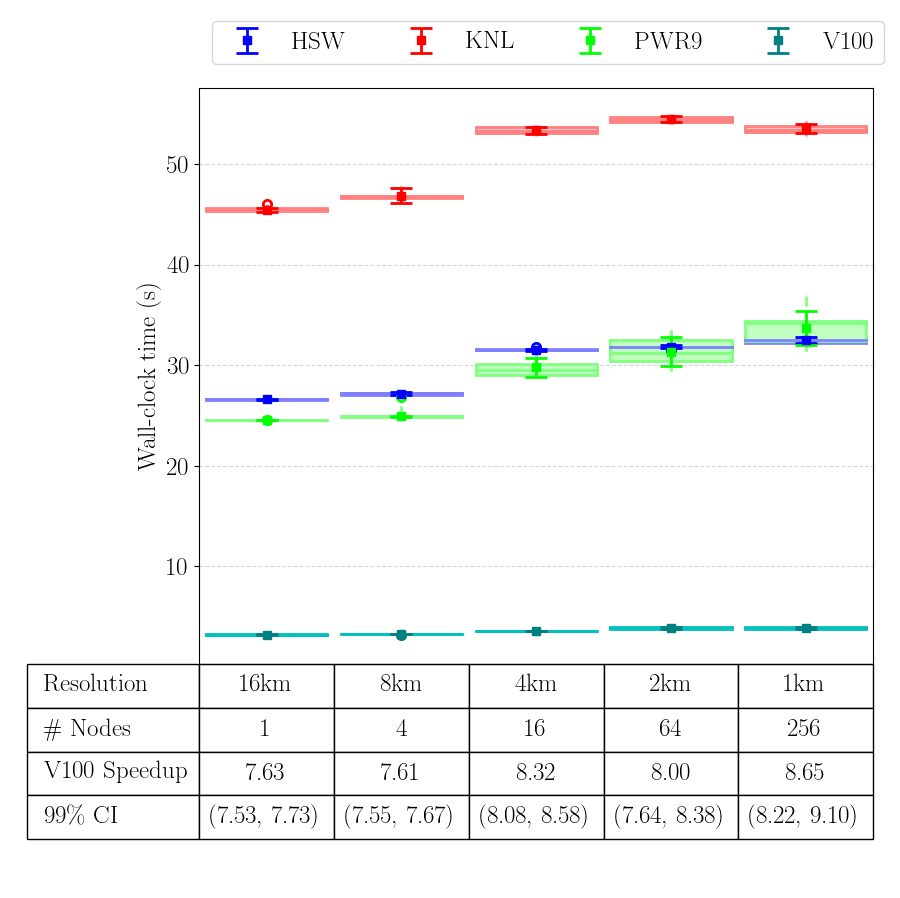 HSW KNL PWR9 V100
50
40
30
20
10
Wall-clock time (s)
Resolution 16km 8km 4km 2km 1km
# Nodes 1 4 16 64 256
V100 Speedup 7.63 7.61 8.32 8.00 8.65
99% CI (7.53, 7.73) (7.55, 7.67) (8.08, 8.58) (7.64, 8.38) (8.22, 9.10)